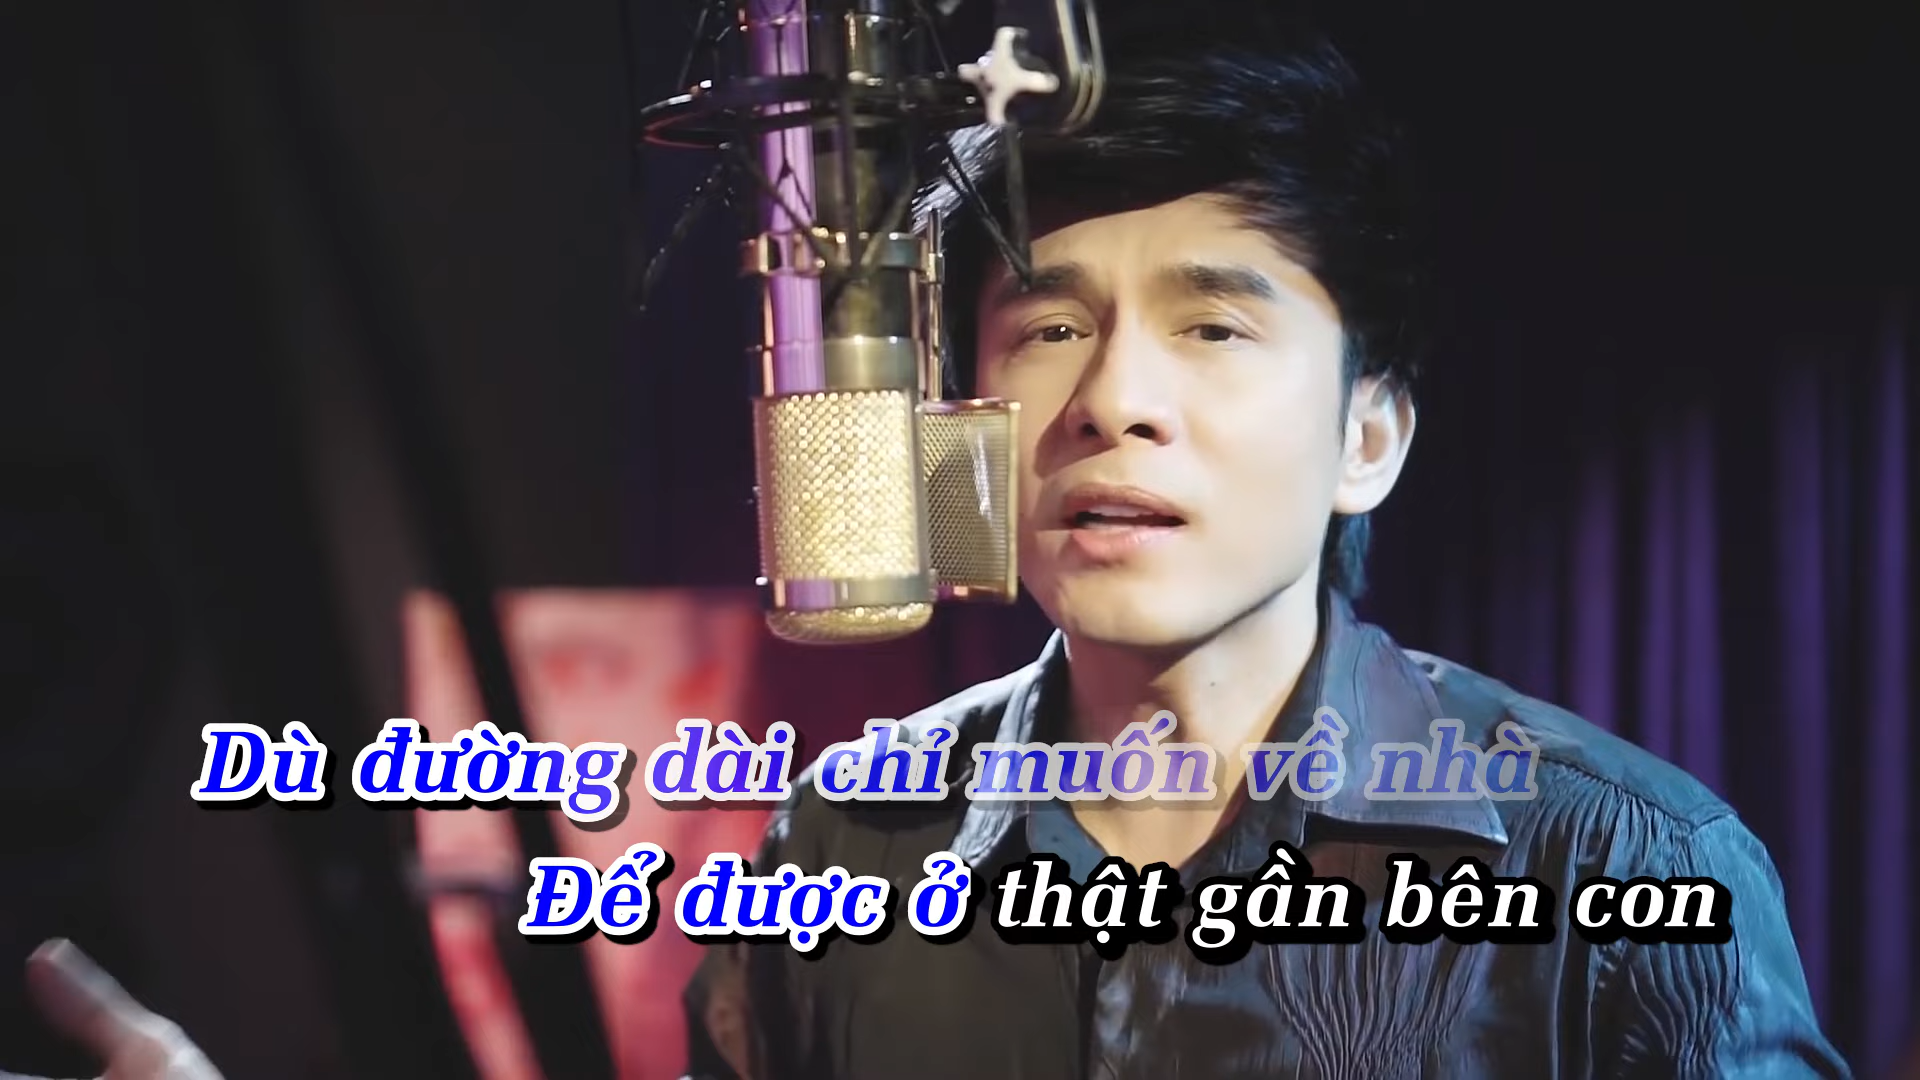 Dù đường dài chỉ muốn về nhà
Để được ở thật gần bên con